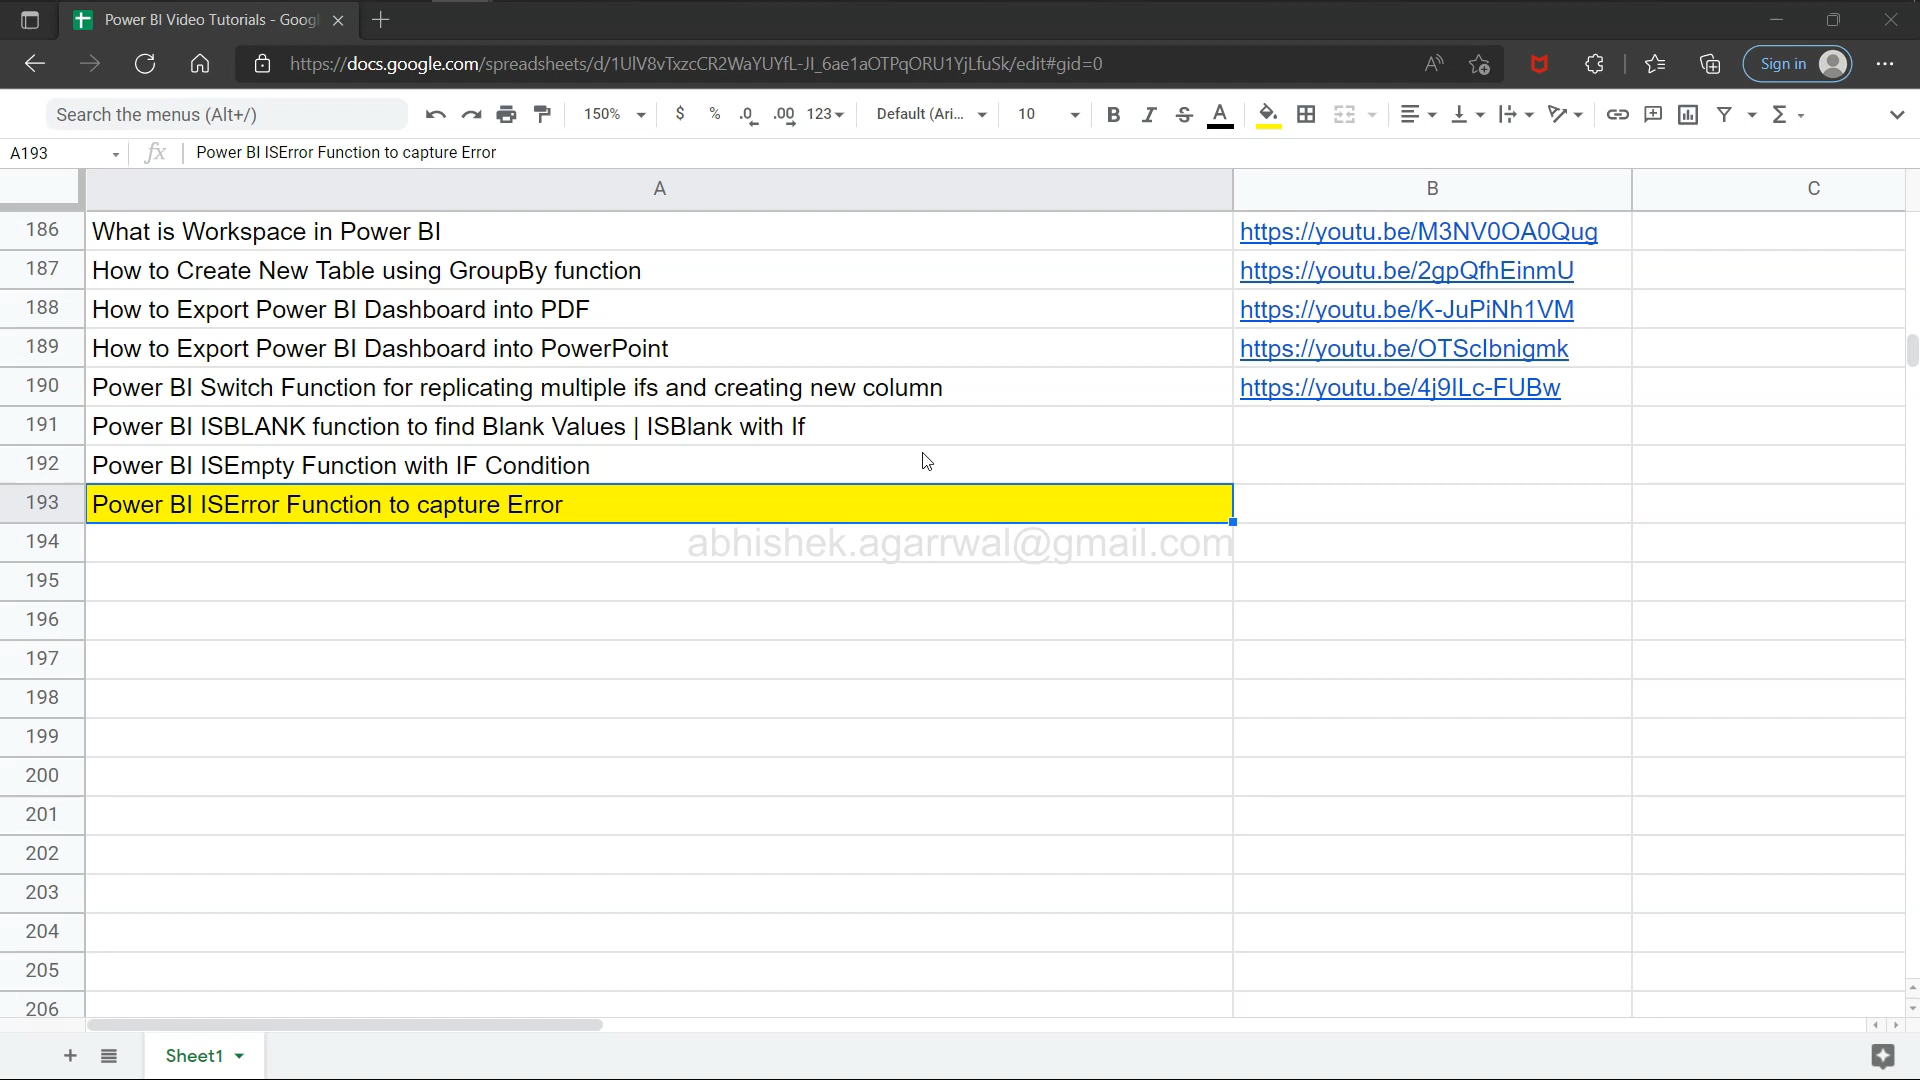 Power BI Video Tutorials - Goog
https://docs.google.com/spreadsheets/d/1UlV8vTxzcCR2WaYUYfL-JI_6ae1aOTPqORU1YjLfuSk/edit#gid=0
Sign in
Search the menus (Alt+/)
150%
$ % .0 .00 123
Default (Ari...
10
B I S A
A193
fx
Power BI ISError Function to capture Error
A B C
186 What is Workspace in Power BI https://youtu.be/M3NV0OA0Qug
187 How to Create New Table using GroupBy function https://youtu.be/2gpQfhEinmU
188 How to Export Power BI Dashboard into PDF https://youtu.be/K-JuPiNh1VM
189 How to Export Power BI Dashboard into PowerPoint https://youtu.be/OTSclbnigmk
190 Power BI Switch Function for replicating multiple ifs and creating new column https://youtu.be/4j9ILc-FUBw
191 Power BI ISBLANK function to find Blank Values | ISBlank with If
192 Power BI ISEmpty Function with IF Condition
193 Power BI ISError Function to capture Error
194
abhishek.agarrwal@gmail.com
195
196
197
198
199
200
201
202
203
204
205
206
Sheet1